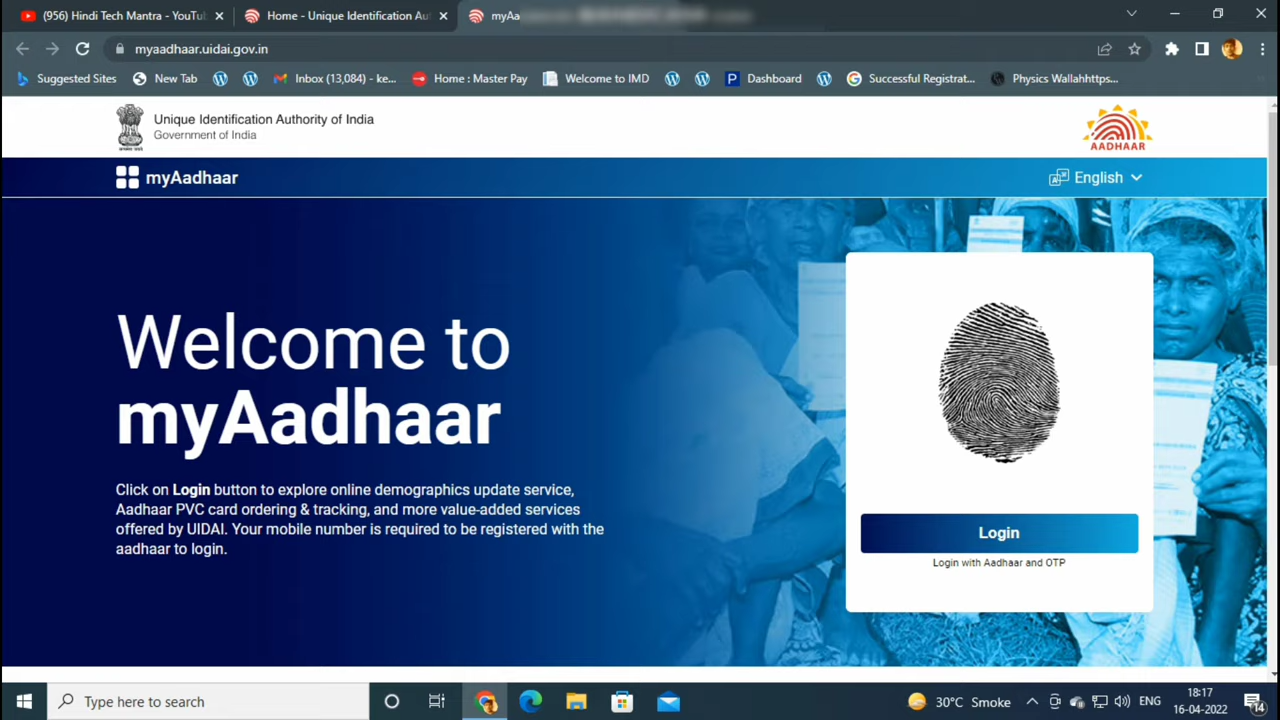 (956) Hindi Tech Mantra - YouTu
Home - Unique Identification Aut
myAa
myaadhaar.uidai.gov.in
Suggested Sites
New Tab
Inbox (13,084) - ke...
Home : Master Pay
Welcome to IMD
Dashboard
Successful Registrat...
Physics Wallahhttps...
Unique Identification Authority of India
Government of India
AADHAAR
myAadhaar
English
Welcome to
myAadhaar
Click on Login button to explore online demographics update service,
Aadhaar PVC card ordering & tracking, and more value-added services
offered by UIDAI. Your mobile number is required to be registered with the
aadhaar to login.
Login
Login with Aadhaar and OTP
Type here to search
30°C Smoke
ENG
18:17
16-04-2022
14